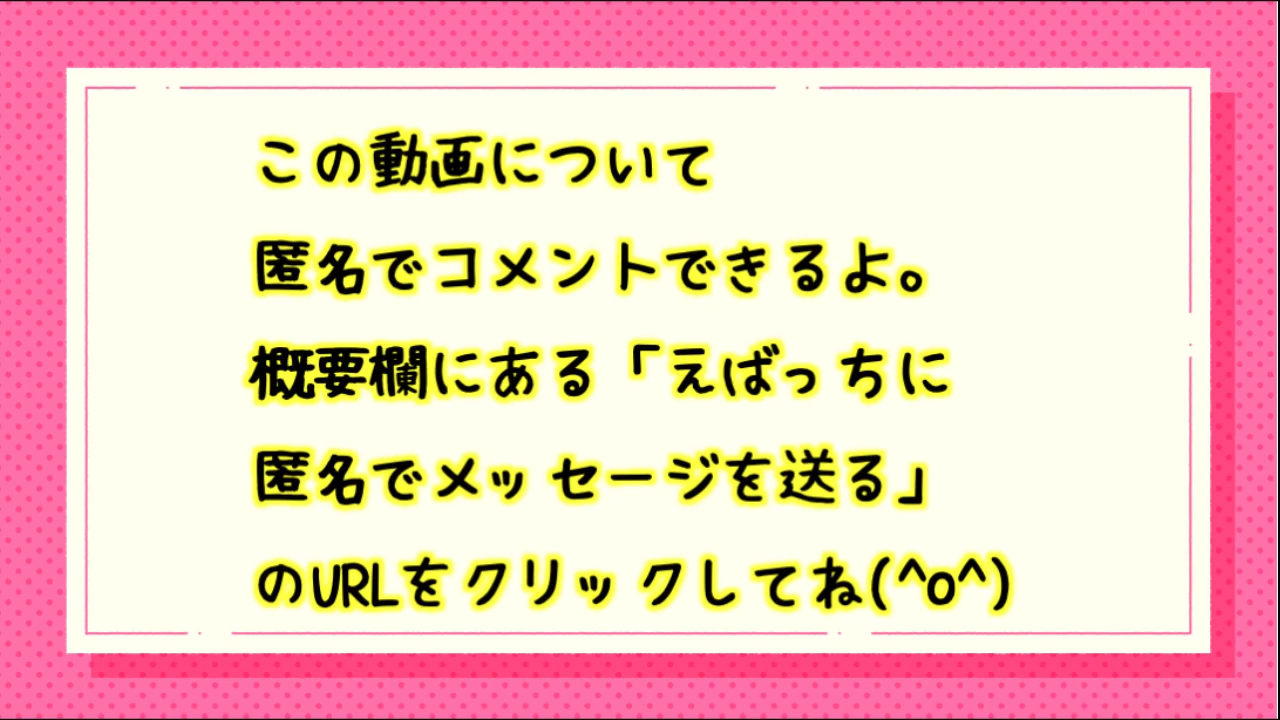 この動画について
匿名でコメントできるよ。
概要欄にある「えばっちに
匿名でメッセージを送る」
のURLをクリックしてね(^o^)